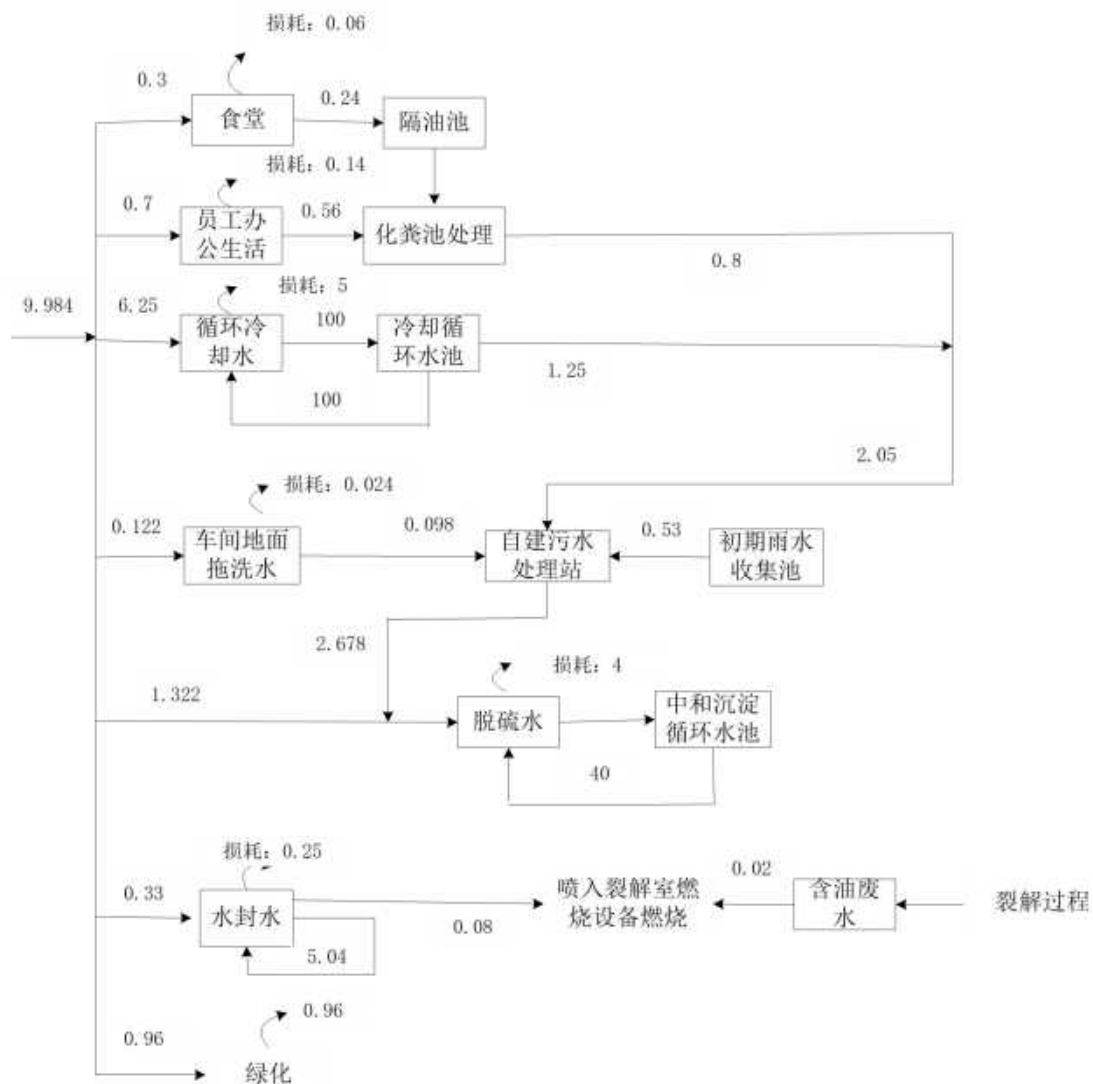 损耗: 0.06
0.3
食堂
0.24
隔油池
损耗: 0.14
0.7
员工办
公生活
0.56
化粪池处理
0.8
损耗: 5
9.984
6.25
循环冷
却水
100
冷却循
环水池
1.25
100
2.05
损耗: 0.024
0.122
车间地面
拖洗水
0.098
自建污水
处理站
0.53
初期雨水
收集池
2.678
损耗: 4
1.322
脱硫水
中和沉淀
循环水池
40
损耗: 0.25
0.33
水封水
5.04
0.08
喷入裂解室燃
烧设备燃烧
0.02
含油废
水
裂解过程
0.96
0.96
绿化